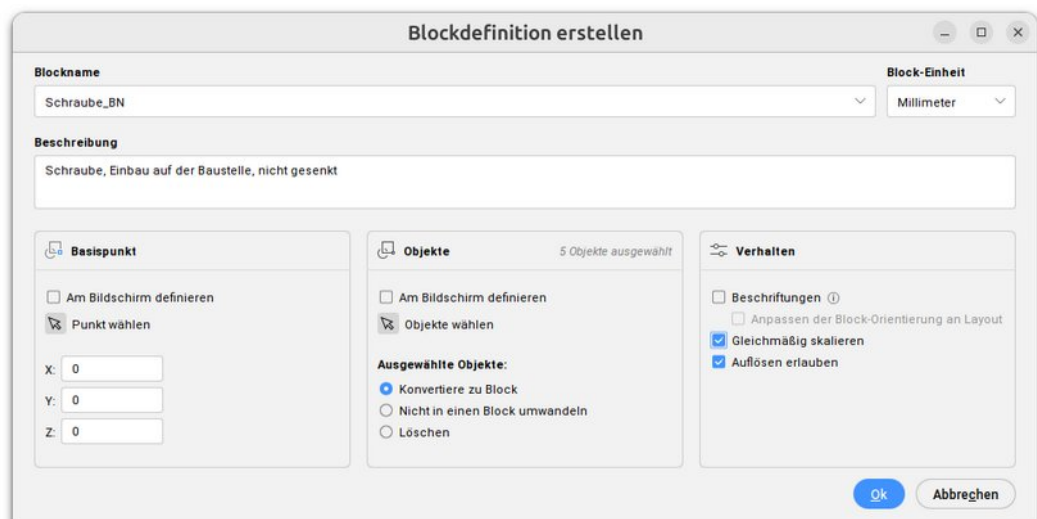 Blockdefinition erstellen
Blockname
Block-Einheit
Schraube_BN
Millimeter
Beschreibung
Schraube, Einbau auf der Baustelle, nicht gesenkt
Basispunkt
Am Bildschirm definieren
Punkt wählen
X: 0
Y: 0
Z: 0
Objekte
5 Objekte ausgewählt
Am Bildschirm definieren
Objekte wählen
Ausgewählte Objekte:
Konvertiere zu Block
Nicht in einen Block umwandeln
Löschen
Verhalten
Beschriftungen
Anpassen der Block-Orientierung an Layout
Gleichmäßig skalieren
Auflösen erlauben
Ok
Abbrechen